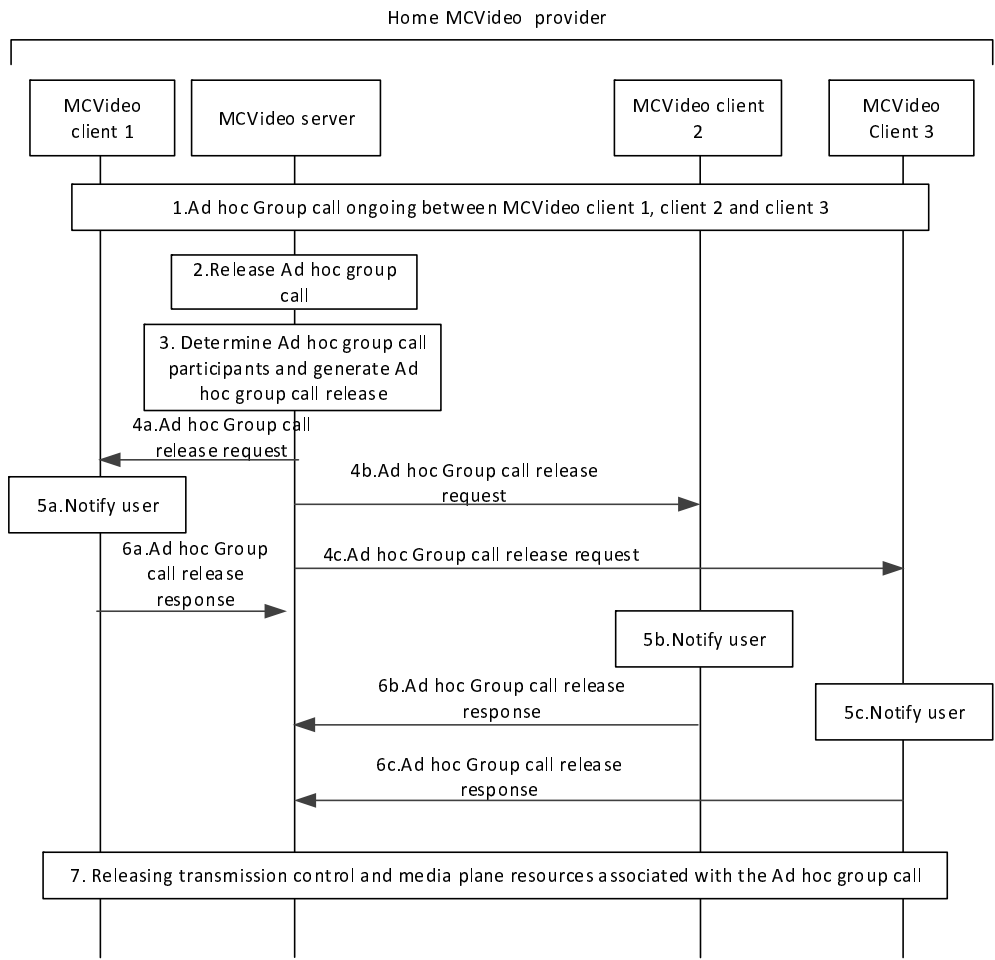 Home MCVideo provider
MCVideo
client 1
MCVideo server
MCVideo client
2
MCVideo
Client 3
1.Ad hoc Group call ongoing between MCVideo client 1, client 2 and client 3
2.Release Ad hoc group
call
3. Determine Ad hoc group call
participants and generate Ad
hoc group call release
4a.Ad hoc Group call
release request
4b.Ad hoc Group call release
request
5a.Notify user
6a.Ad hoc Group
call release
response
4c.Ad hoc Group call release request
5b.Notify user
6b.Ad hoc Group call release
response
5c.Notify user
6c.Ad hoc Group call release
response
7. Releasing transmission control and media plane resources associated with the Ad hoc group call